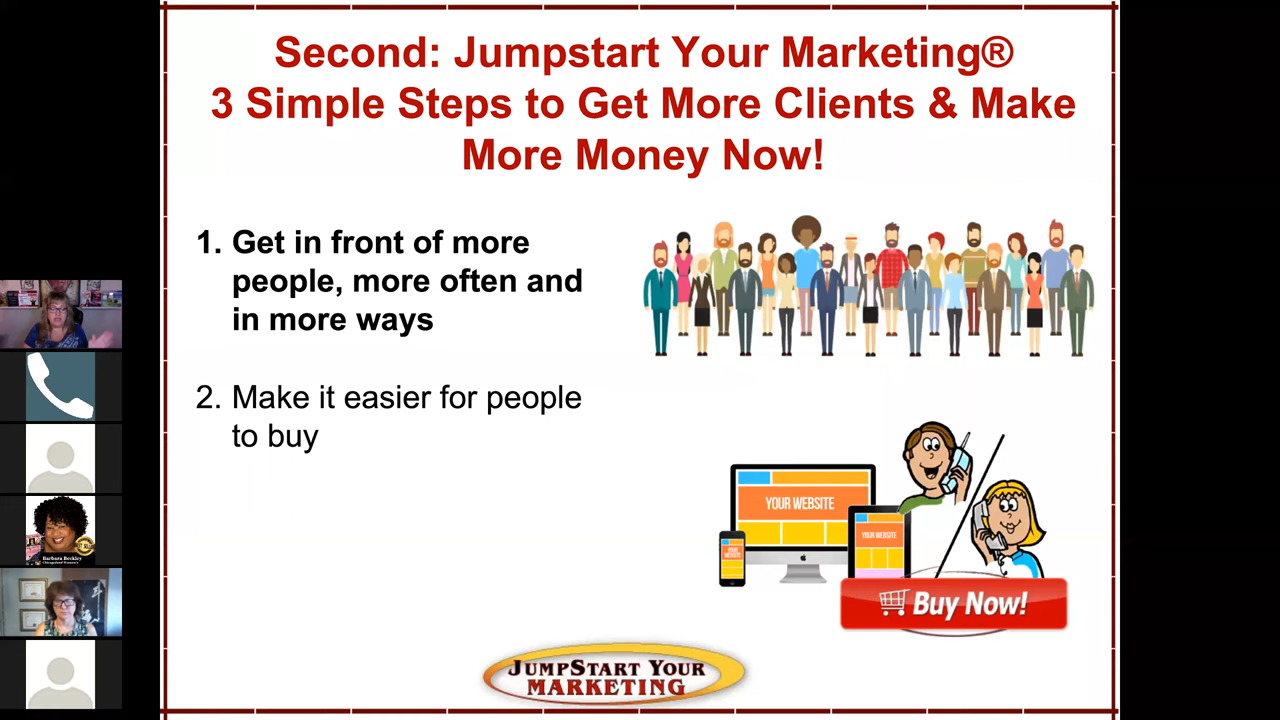 Second: Jumpstart Your Marketing®
3 Simple Steps to Get More Clients & Make
More Money Now!
1. Get in front of more
people, more often and
in more ways
2. Make it easier for people
to buy
YOUR WEBSITE
YOUR WEBSITE
YOUR WEBSITE
Buy Now!
JUMPSTART YOUR
MARKETING
Barbara Beckley